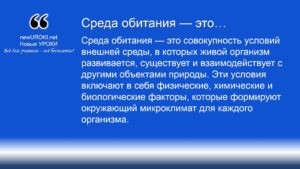 newUROKI.net
Новые УРОКИ
Всё для учителя - всё бесплатно!
Среда обитания — это…
Среда обитания — это совокупность условий
внешней среды, в которых живой организм
развивается, существует и взаимодействует с
другими объектами природы. Эти условия
включают в себя физические, химические и
биологические факторы, которые формируют
окружающий микроклимат для каждого
организма.